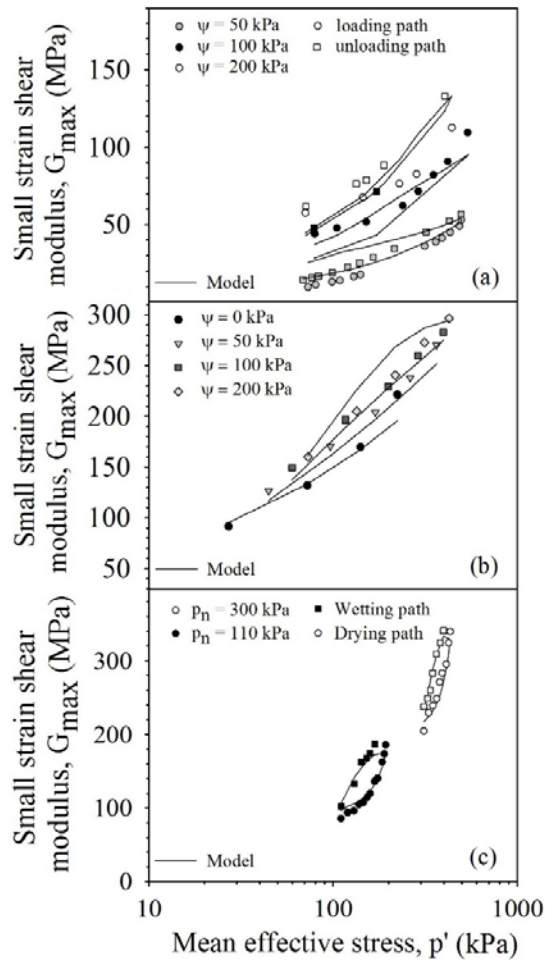 ψ = 50 kPa
ψ = 100 kPa
ψ = 200 kPa
loading path
unloading path
150
100
50
Small strain shear
modulus, Gmax (MPa)
Model
(a)
300
250
200
150
100
50
ψ = 0 kPa
ψ = 50 kPa
ψ = 100 kPa
ψ = 200 kPa
Small strain shear
modulus, Gmax (MPa)
Model
(b)
400
300
200
100
0
pn = 300 kPa
pn = 110 kPa
Wetting path
Drying path
Small strain shear
modulus, Gmax (MPa)
Model
(c)
10
100
1000
Mean effective stress, p' (kPa)